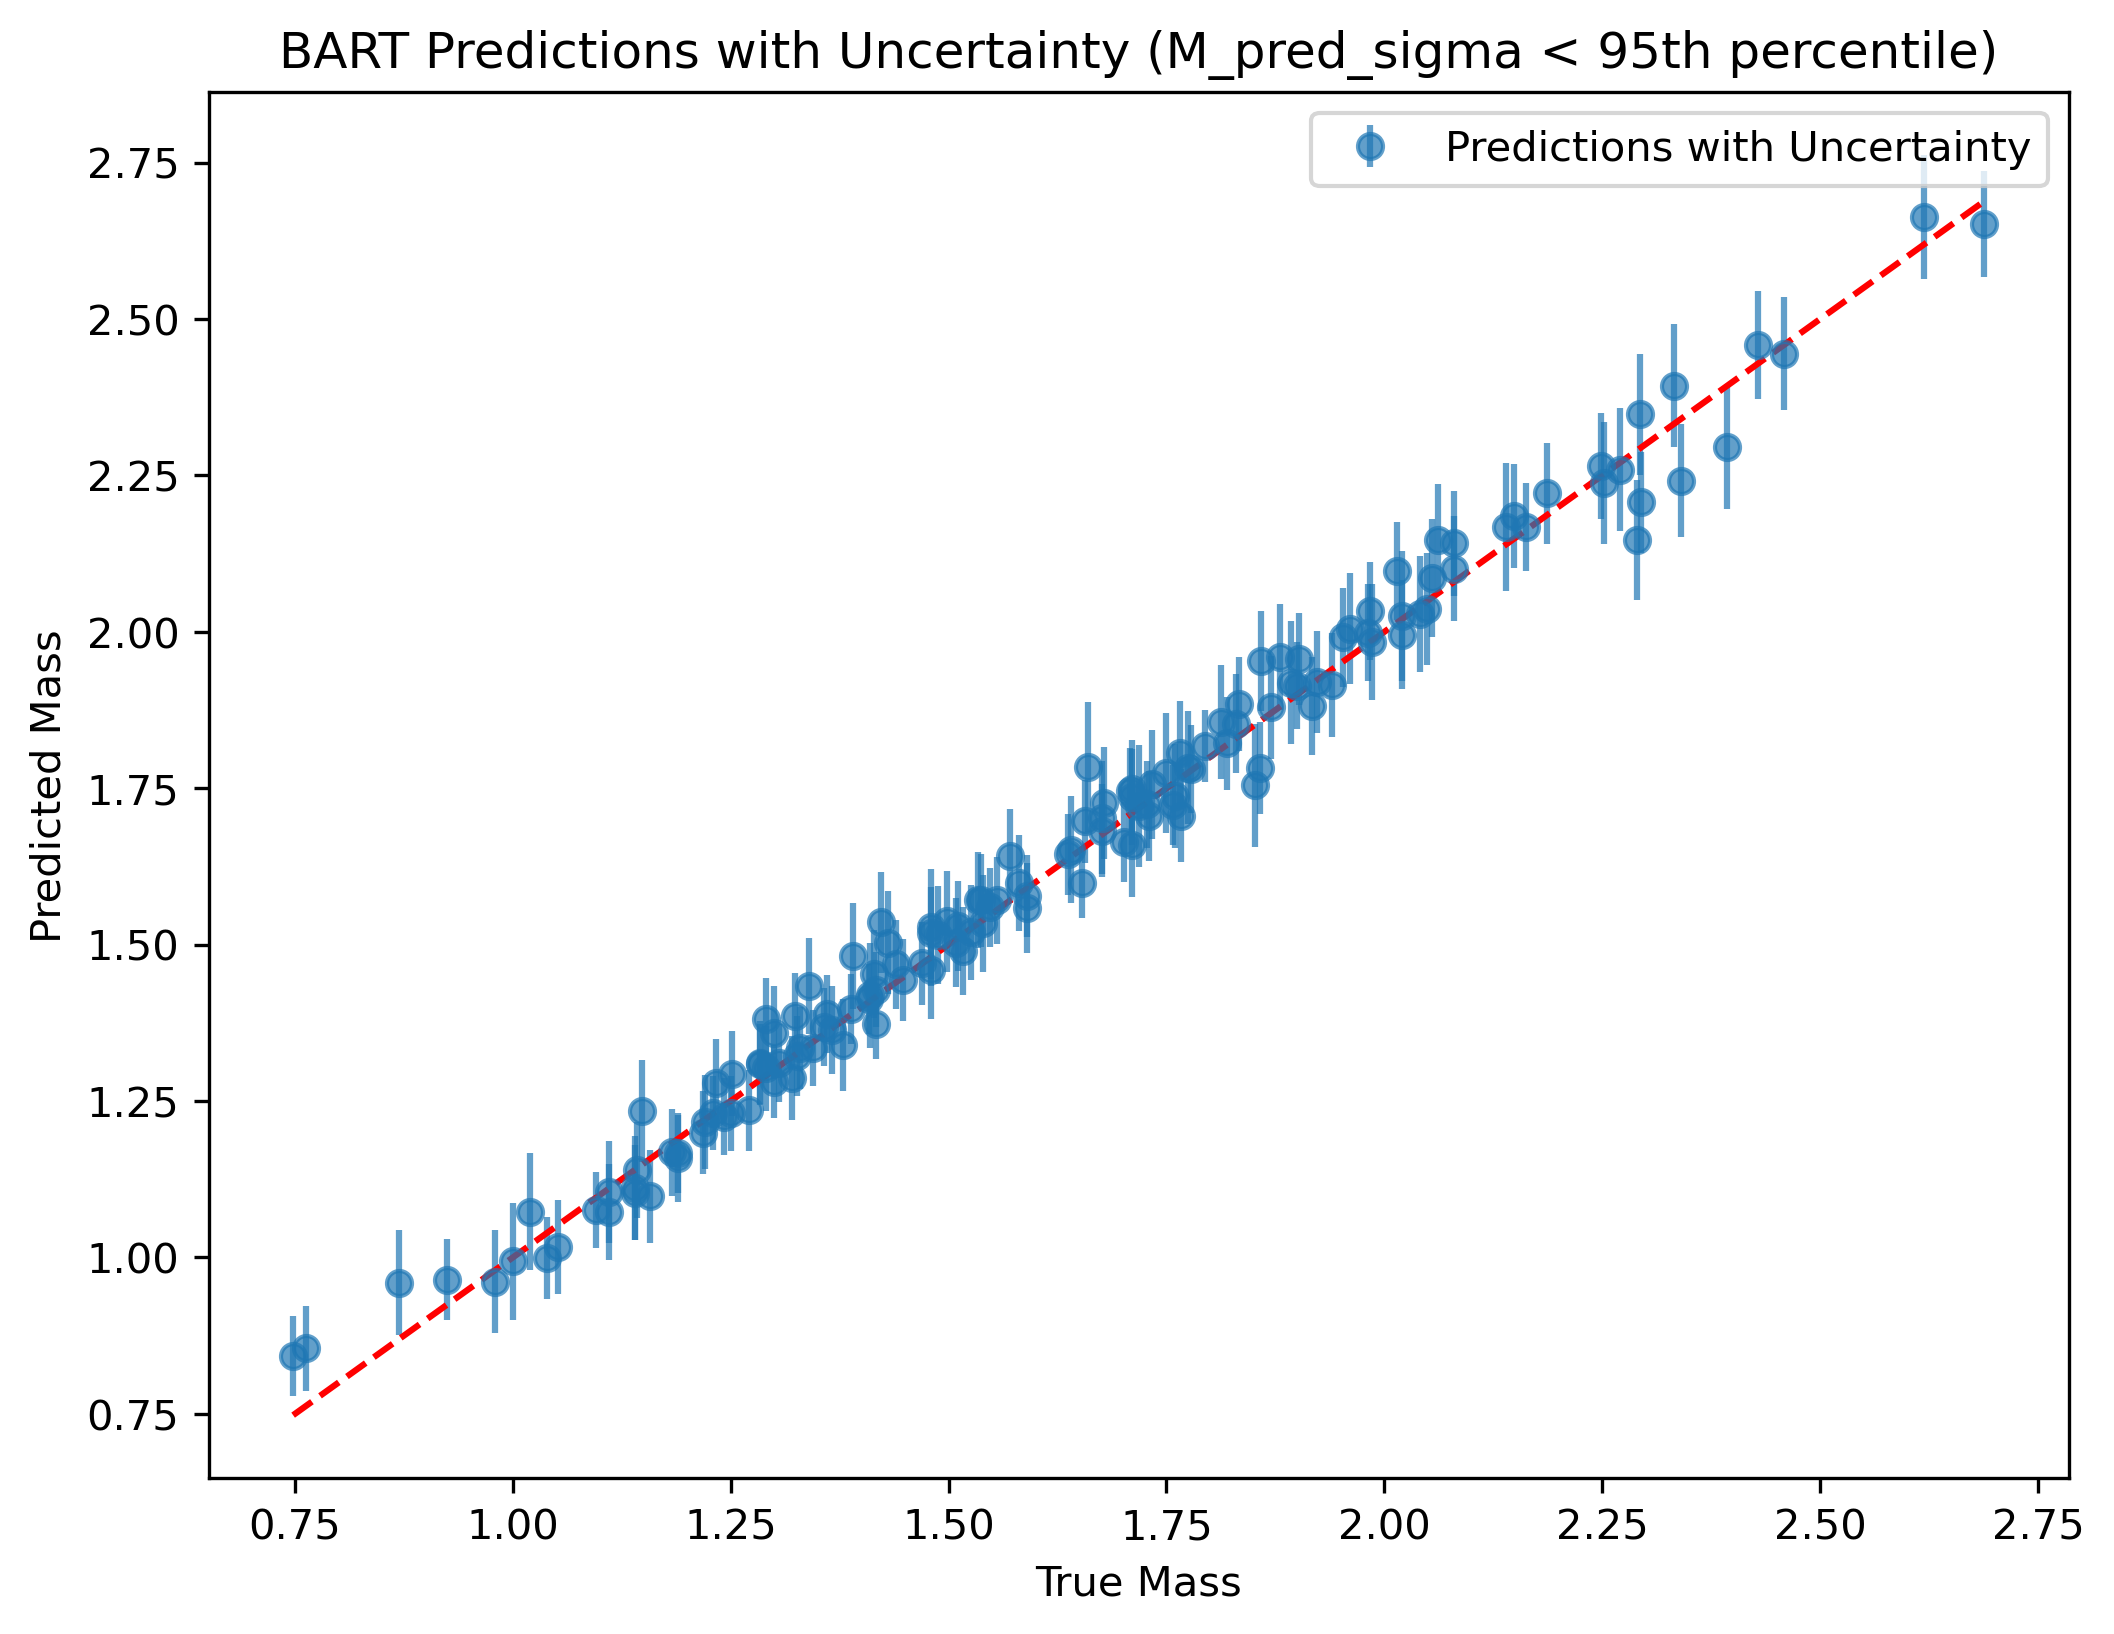 BART Predictions with Uncertainty (M_pred_sigma < 95th percentile)
Predictions with Uncertainty
2.75
2.50
2.25
2.00
1.75
1.50
1.25
1.00
0.75
Predicted Mass
0.75 1.00 1.25 1.50 1.75 2.00 2.25 2.50 2.75
True Mass